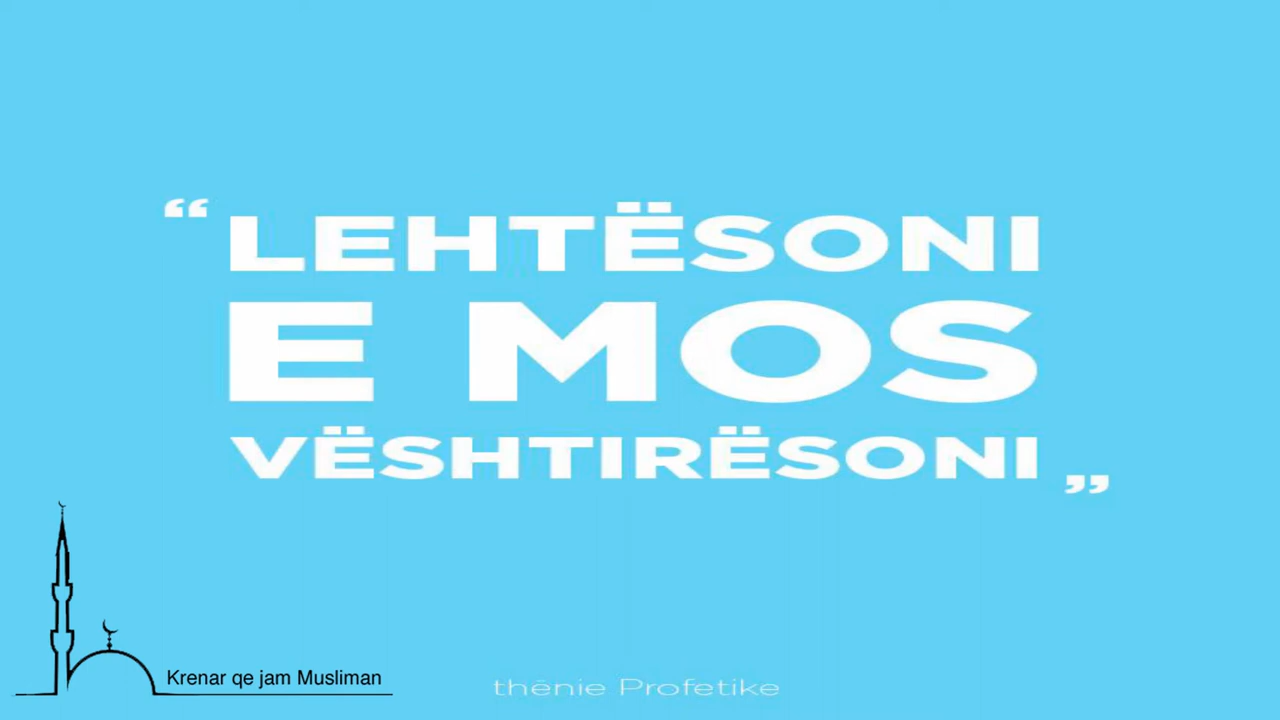 “LEHTËSONI
E MOS
VËSHTIRËSONI”
Krenar qe jam Musliman
thënie Profetike